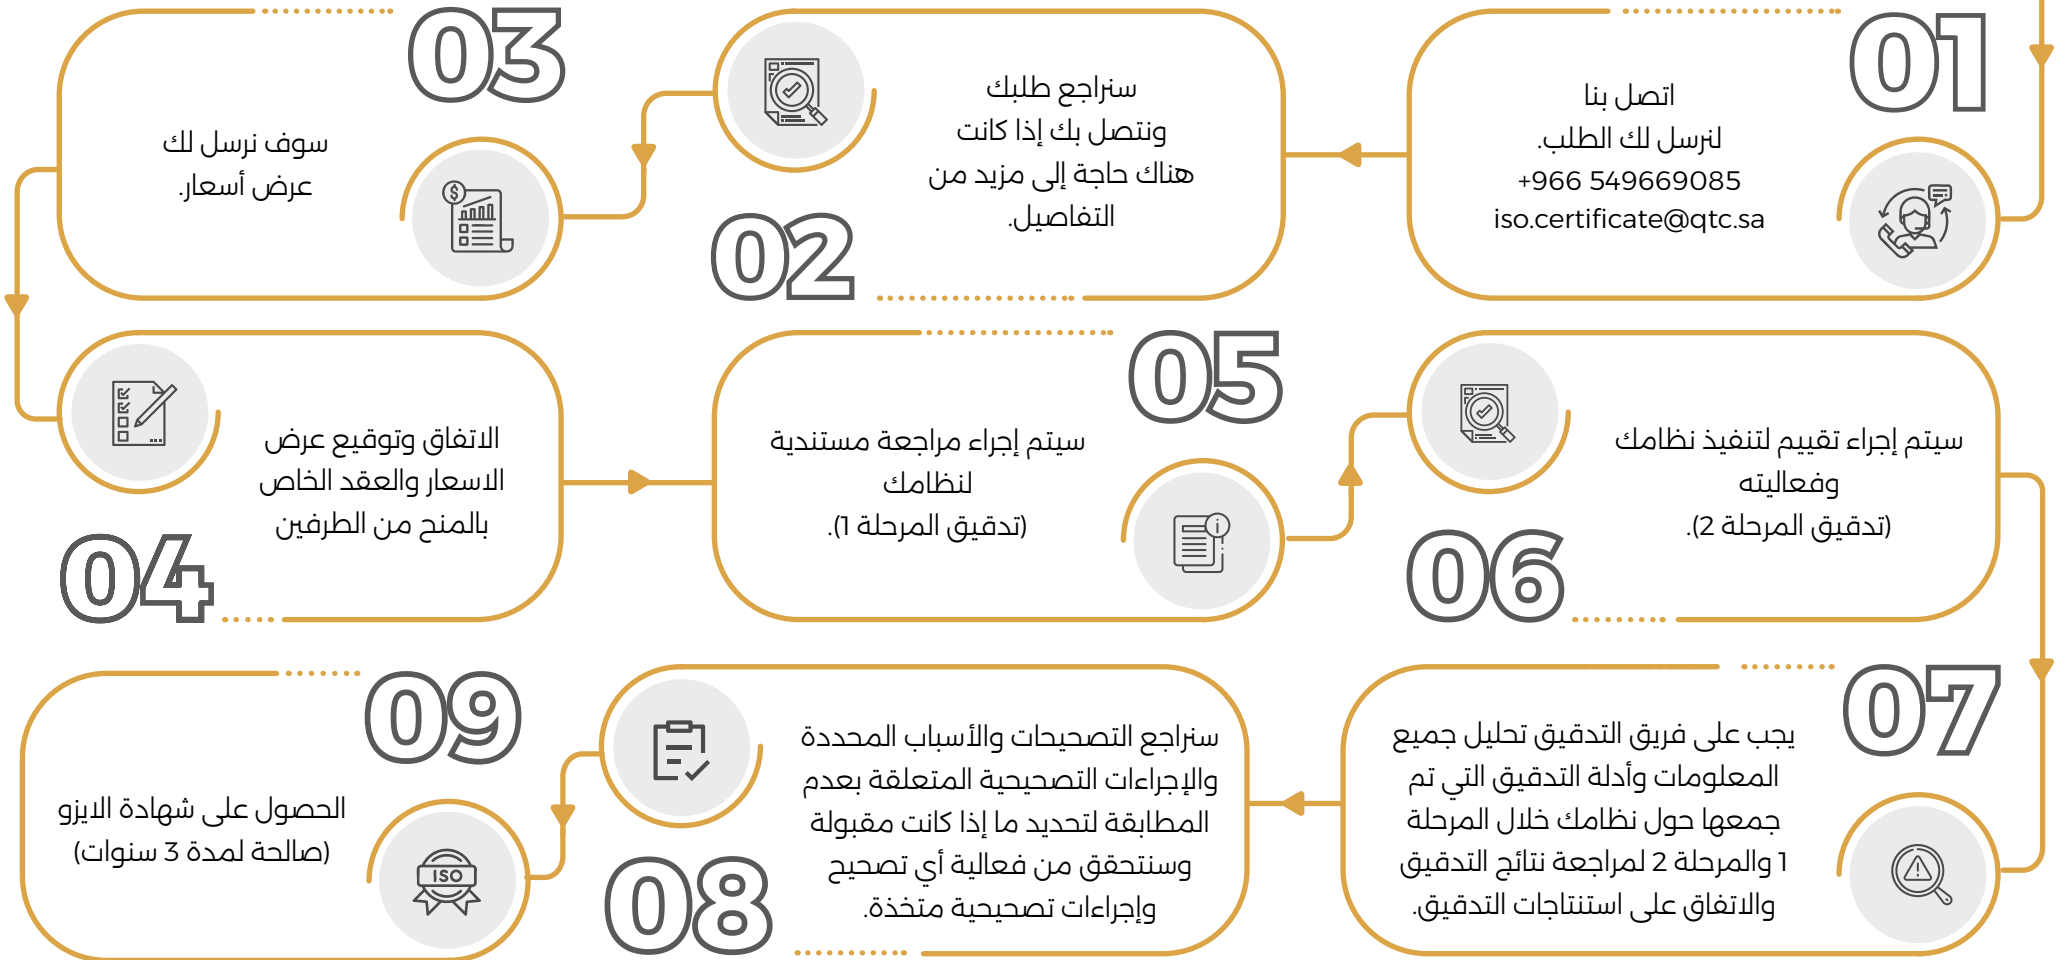 01
اتصل بنا
لنرسل لك الطلب.
+966 549669085
iso.certificate@qtc.sa
02
سنراجع طلبك
ونتصل بك إذا كانت
هناك حاجة إلى مزيد من
التفاصيل.
03
سوف نرسل لك
عرض أسعار.
$
04
الاتفاق وتوقيع عرض
الاسعار والعقد الخاص
بالمنح من الطرفين
05
سيتم إجراء مراجعة مستندية
لنظامك
(تدقيق المرحلة 1).
i
06
سيتم إجراء تقييم لتنفيذ نظامك
وفعاليته
(تدقيق المرحلة 2).
07
يجب على فريق التدقيق تحليل جميع
المعلومات وأدلة التدقيق التي تم
جمعها حول نظامك خلال المرحلة
1 والمرحلة 2 لمراجعة نتائج التدقيق
والاتفاق على استنتاجات التدقيق.
08
سنراجع التصحيحات والأسباب المحددة
والإجراءات التصحيحية المتعلقة بعدم
المطابقة لتحديد ما إذا كانت مقبولة
وسنتحقق من فعالية أي تصحيح
وإجراءات تصحيحية متخذة.
09
الحصول على شهادة الايزو
(صالحة لمدة 3 سنوات)
ISO